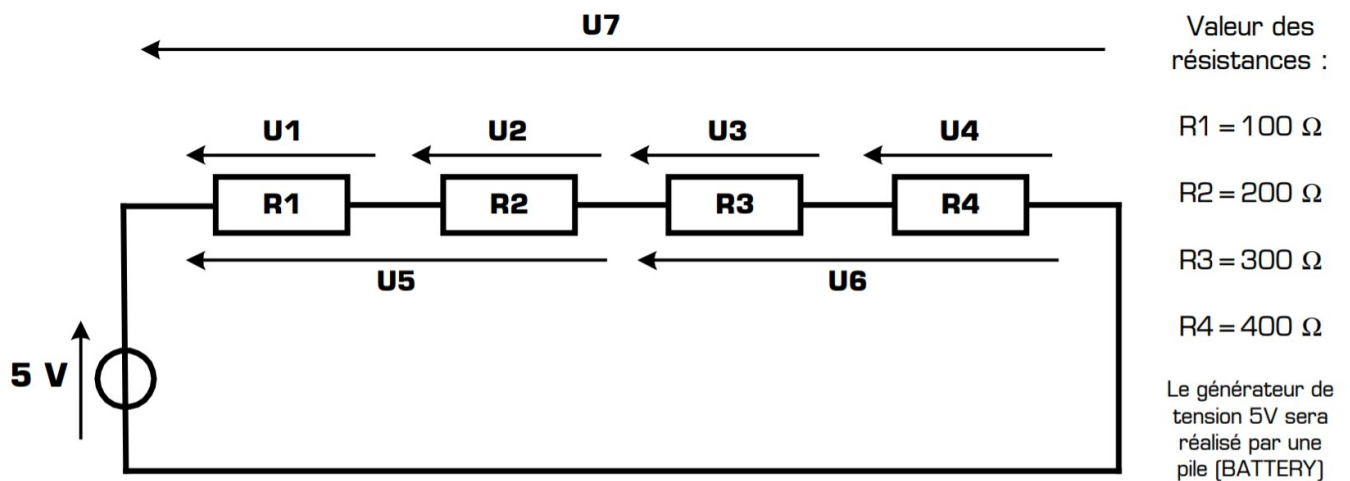 U7
U1 U2 U3 U4
R1 R2 R3 R4
U5 U6
5 V
Valeur des
résistances :
R1 = 100 Ω
R2 = 200 Ω
R3 = 300 Ω
R4 = 400 Ω
Le générateur de
tension 5V sera
réalisé par une
pile (BATTERY)